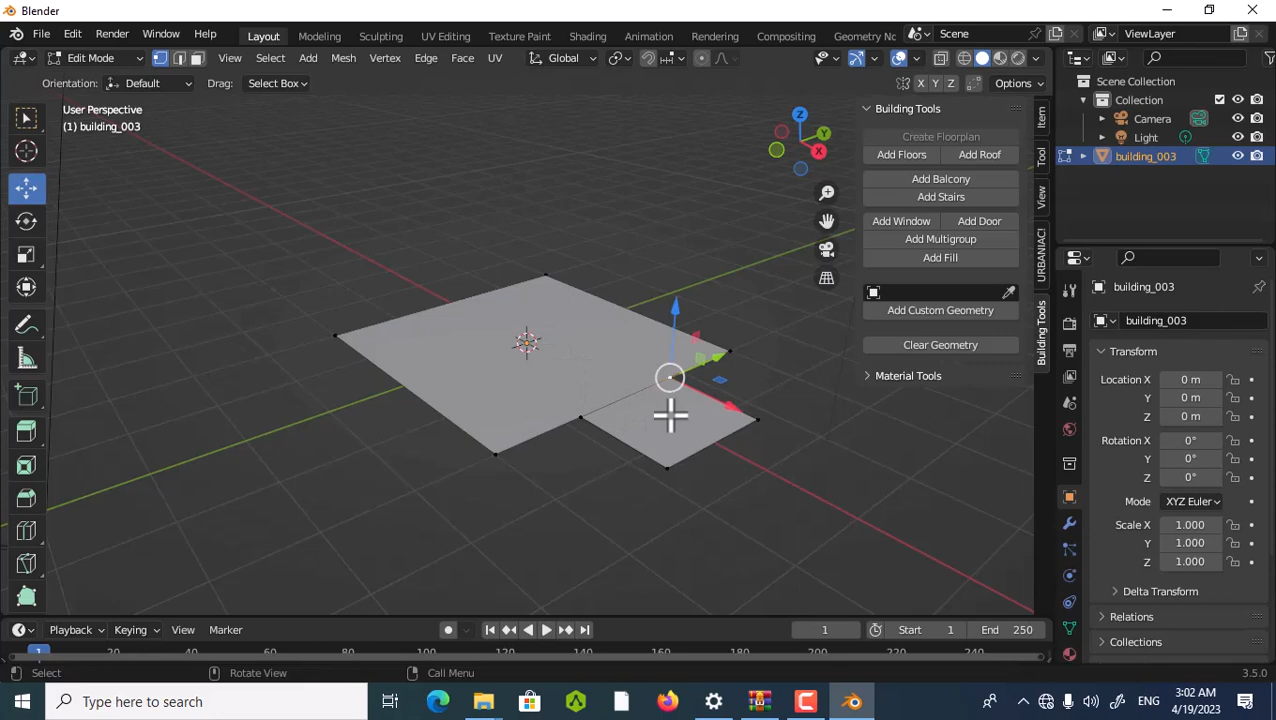 Blender
File Edit Render Window Help Layout Modeling Sculpting UV Editing Texture Paint Shading Animation Rendering Compositing Geometry No Scene ViewLayer
Edit Mode View Select Add Mesh Vertex Edge Face UV Global
Orientation: Default Drag: Select Box X Y Z Options
User Perspective
(1) building_003
Z
Y
X
Building Tools
Create Floorplan
Add Floors Add Roof
Add Balcony
Add Stairs
Add Window Add Door
Add Multigroup
Add Fill
Add Custom Geometry
Clear Geometry
Material Tools
Item
Tool
View
URBANIAC!
Building Tools
Scene Collection
Collection
Camera
Light
building_003
building_003
building_003
Transform
Location X 0 m
Y 0 m
Z 0 m
Rotation X 0°
Y 0°
Z 0°
Mode XYZ Euler
Scale X 1.000
Y 1.000
Z 1.000
Delta Transform
Relations
Collections
Playback Keying View Marker 1 Start 1 End 250
1 20 40 60 80 100 120 140 160 180 200 220 240
Select Rotate View Call Menu 3.5.0
Type here to search
ENG
3:02 AM
4/19/2023